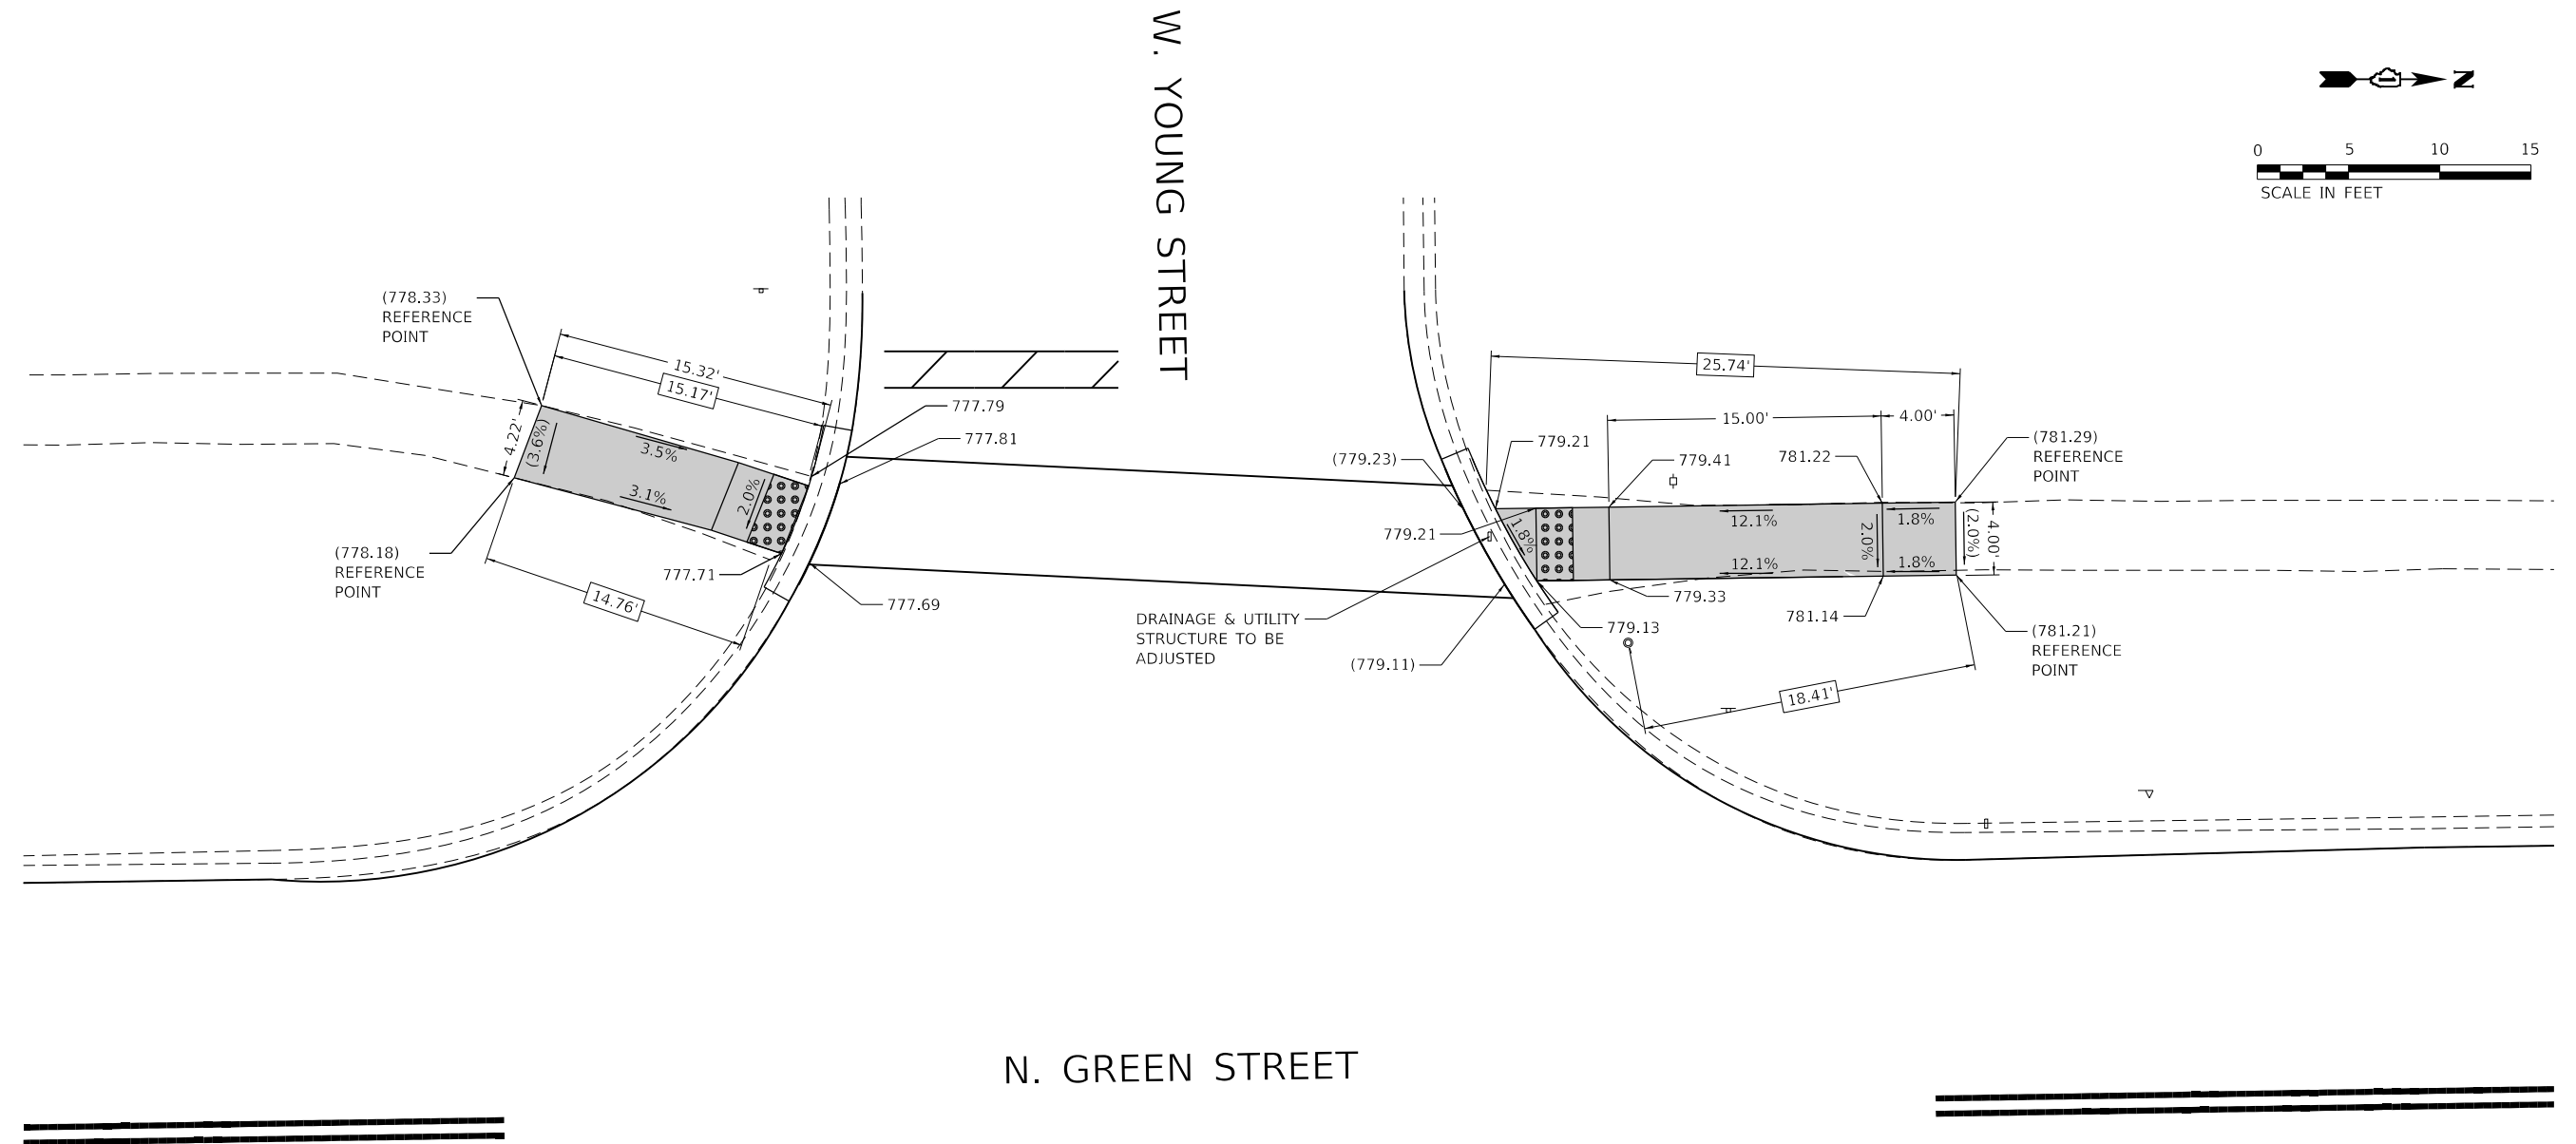 W. YOUNG STREET
N
0 5 10 15
SCALE IN FEET
(778.33)
REFERENCE
POINT
15.32'
15.17'
4.22'
(3.6%)
3.5%
3.1%
2.0%
777.79
777.81
(778.18)
REFERENCE
POINT
777.71
14.76'
777.69
25.74'
15.00'
4.00'
779.21
(779.23)
779.41
781.22
(781.29)
REFERENCE
POINT
779.21
1.8%
12.1%
12.1%
2.0%
1.8%
1.8%
(2.0%)
4.00'
779.33
781.14
779.13
DRAINAGE & UTILITY
STRUCTURE TO BE
ADJUSTED
(779.11)
(781.21)
REFERENCE
POINT
18.41'
N. GREEN STREET